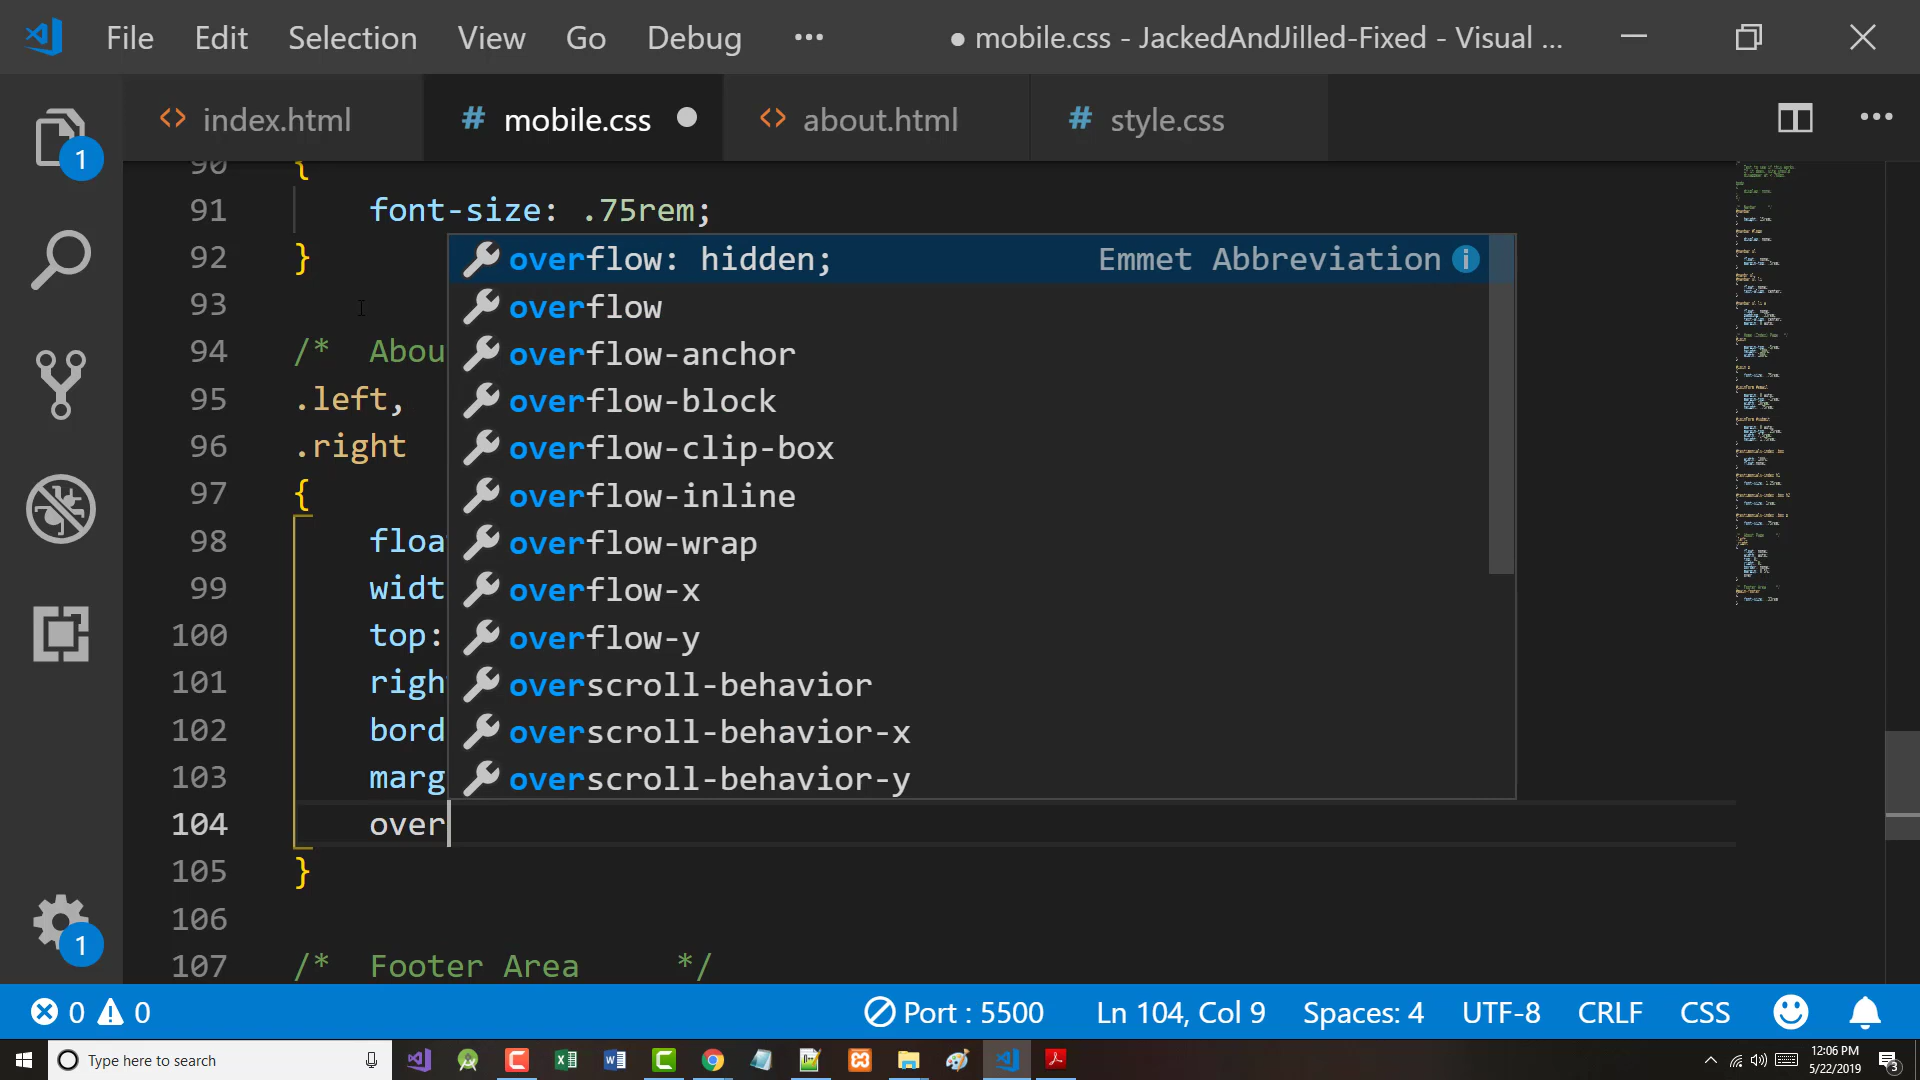 File Edit Selection View Go Debug ••• ● mobile.css - JackedAndJilled-Fixed - Visual ...
<> index.html # mobile.css ● <> about.html # style.css •••
1
90 {
91 font-size: .75rem;
92 }
93
94 /* Abou
95 .left,
96 .right
97 {
98 floa
99 widt
100 top:
101 righ
102 bord
103 marg
104 over
105 }
106
107 /* Footer Area */
overflow: hidden; Emmet Abbreviation
overflow
overflow-anchor
overflow-block
overflow-clip-box
overflow-inline
overflow-wrap
overflow-x
overflow-y
overscroll-behavior
overscroll-behavior-x
overscroll-behavior-y
1
0 0 Port : 5500 Ln 104, Col 9 Spaces: 4 UTF-8 CRLF CSS
Type here to search
12:06 PM
5/22/2019
3